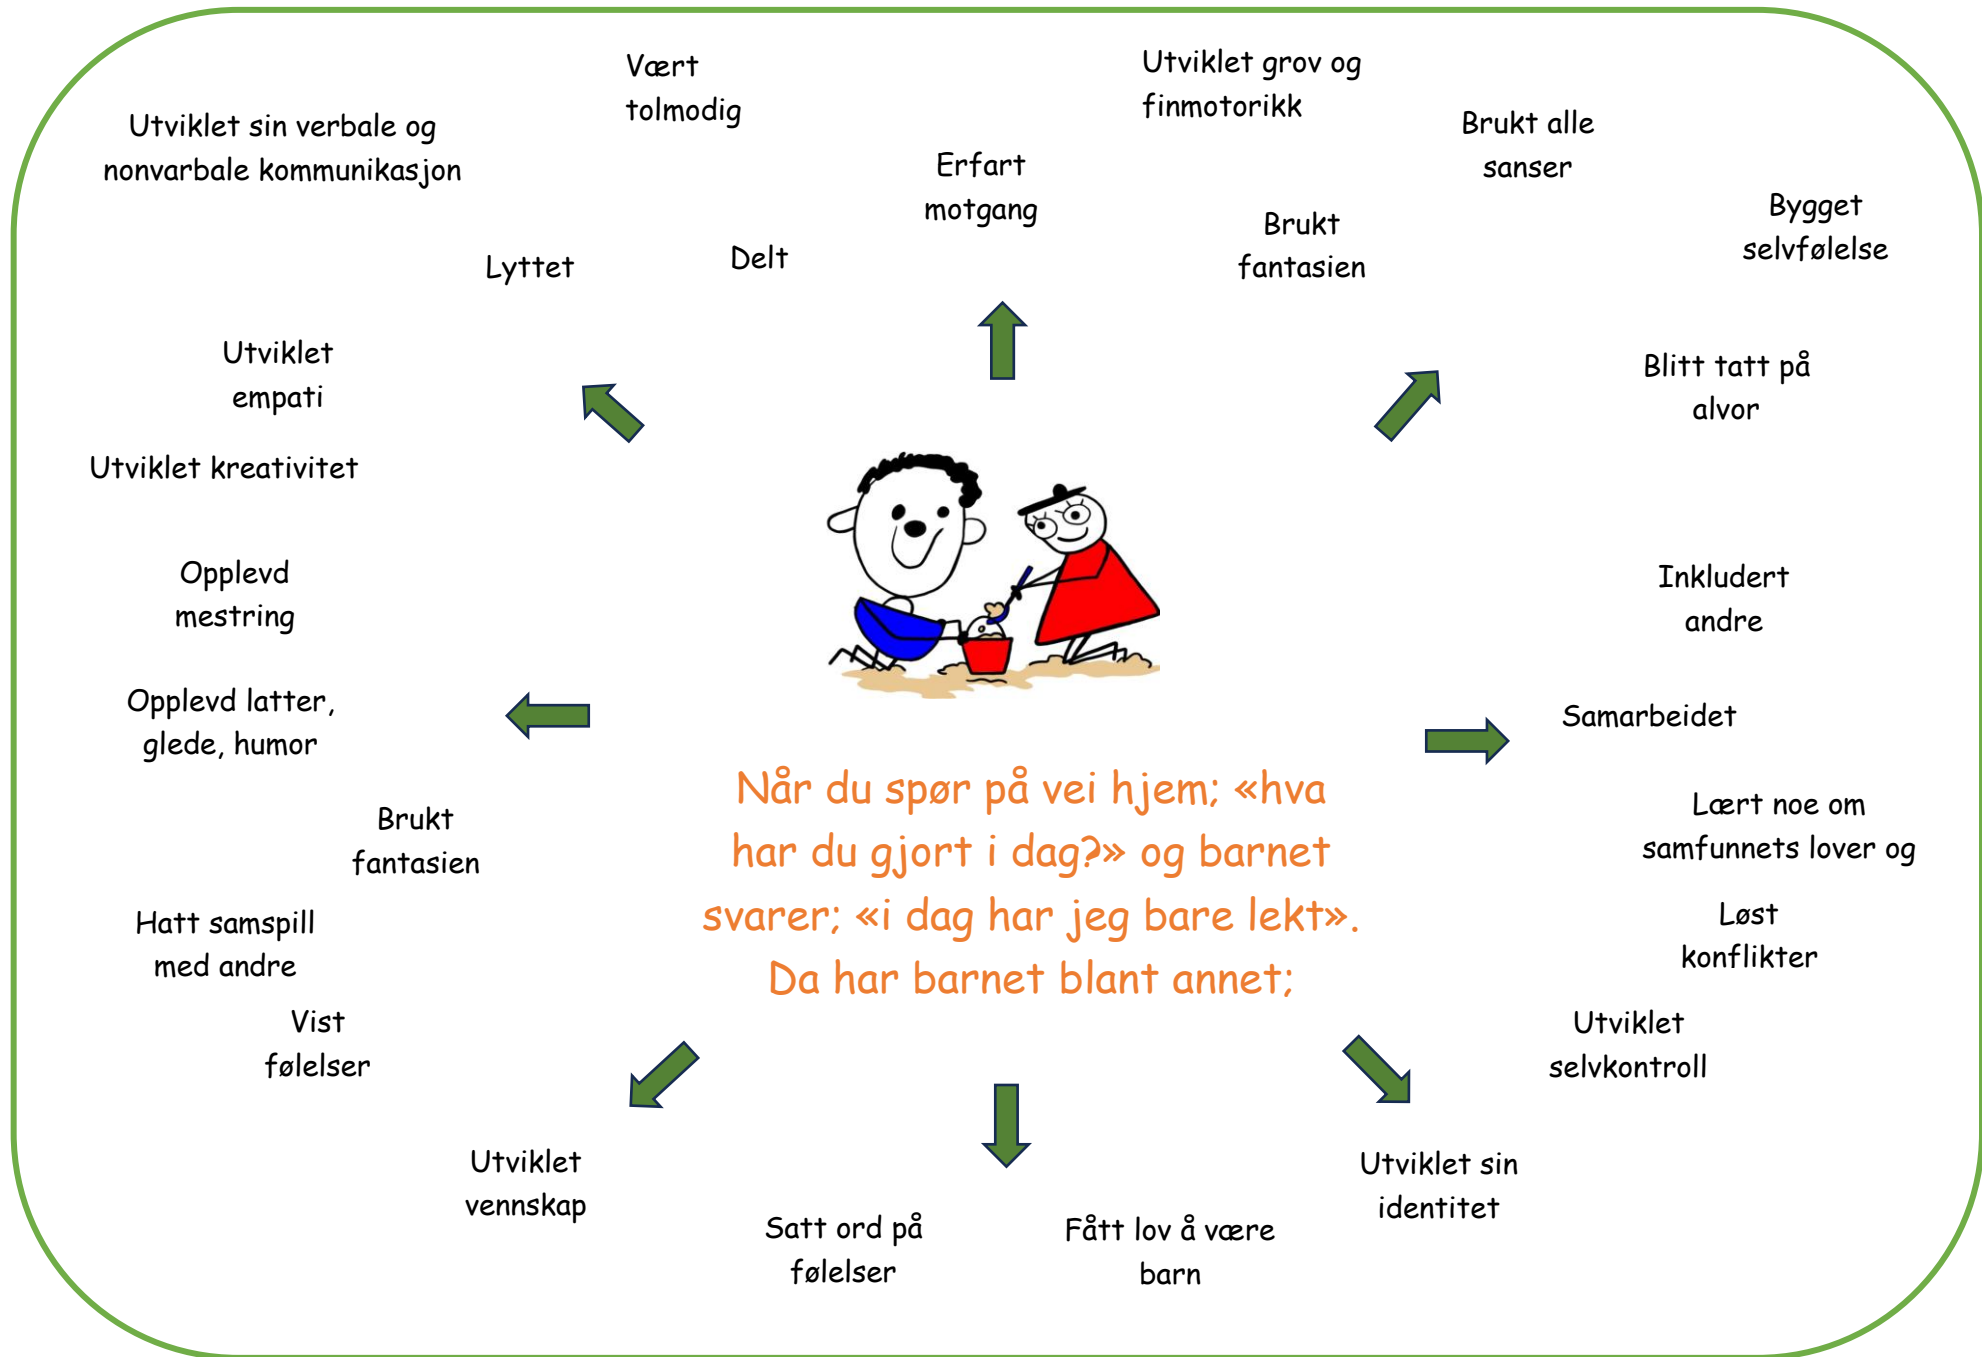 Vært
tolmodig
Utviklet grov og
finmotorikk
Utviklet sin verbale og
nonvarbale kommunikasjon
Brukt alle
sanser
Erfart
motgang
Bygget
selvfølelse
Brukt
fantasien
Lyttet
Delt
Utviklet
empati
Blitt tatt på
alvor
Utviklet kreativitet
Opplevd
mestring
Inkludert
andre
Opplevd latter,
glede, humor
Samarbeidet
Når du spør på vei hjem; «hva
har du gjort i dag?» og barnet
svarer; «i dag har jeg bare lekt».
Da har barnet blant annet;
Brukt
fantasien
Lært noe om
samfunnets lover og
Hatt samspill
med andre
Løst
konflikter
Vist
følelser
Utviklet
selvkontroll
Utviklet
vennskap
Utviklet sin
identitet
Satt ord på
følelser
Fått lov å være
barn